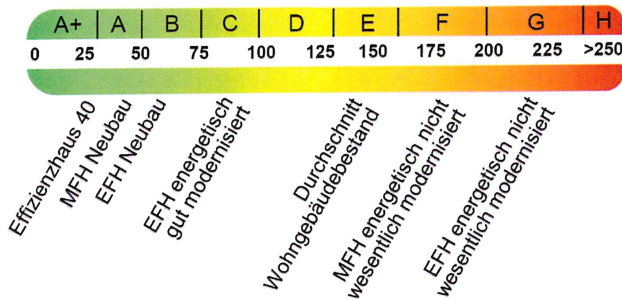 A+ A B C D E F G H
0 25 50 75 100 125 150 175 200 225 >250
Effizienzhaus 40
MFH Neubau
EFH Neubau
EFH energetisch
gut modernisiert
Durchschnitt
Wohngebäudebestand
MFH energetisch nicht
wesentlich modernisiert
EFH energetisch nicht
wesentlich modernisiert